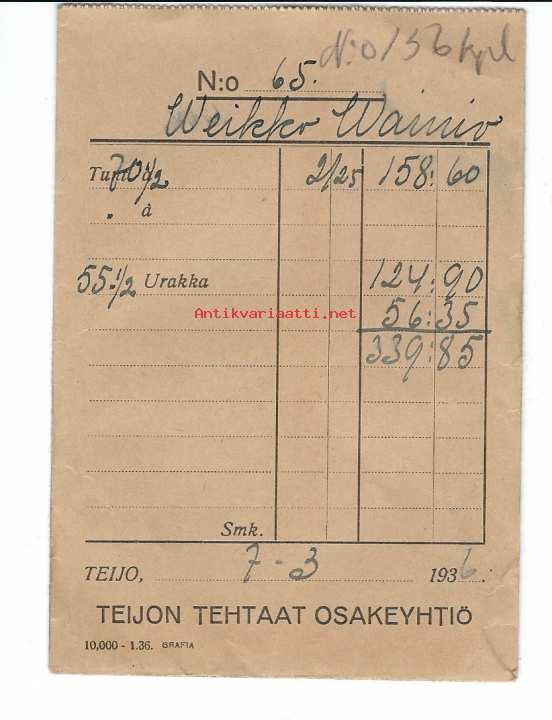 N:o 136 kpl
N:o 65.
Weikko Wainio
Tunt. 70 1/2 à 2/25 158:60
„ à
55 1/2 Urakka 124:90
Antikvariaatti.net
56:35
339:85
Smk.
TEIJO, 7-3 1936.
TEIJON TEHTAAT OSAKEYHTIÖ
10,000 - 1.36. GRAFIA